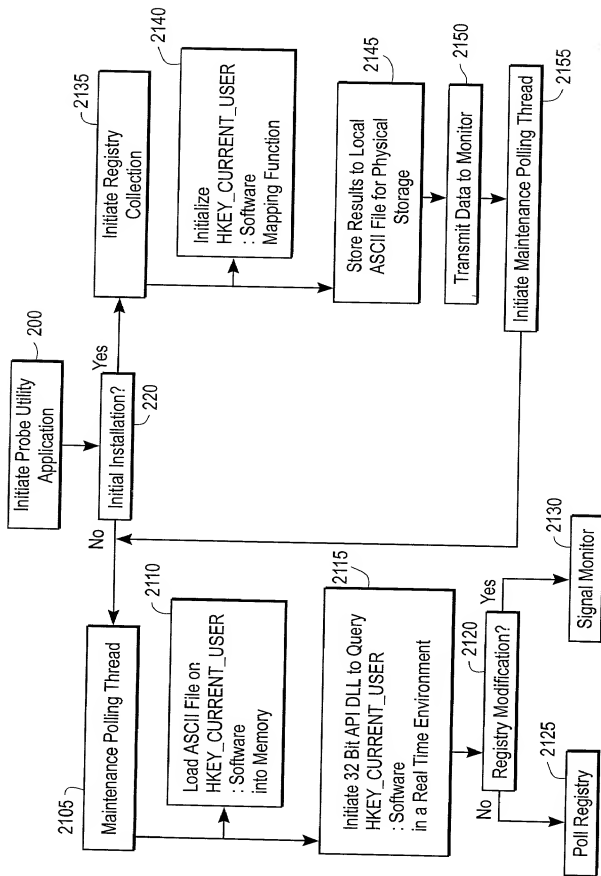 200
Initiate Probe Utility
Application
Initial Installation?
220
No
Yes
2105
Maintenance Polling Thread
2110
Load ASCII File on
HKEY_CURRENT_USER
: Software
into Memory
2115
Initiate 32 Bit API DLL to Query
HKEY_CURRENT_USER
: Software
in a Real Time Environment
2120
Registry Modification?
No
Yes
2125
Poll Registry
2130
Signal Monitor
2135
Initiate Registry
Collection
2140
Initialize
HKEY_CURRENT_USER
: Software
Mapping Function
2145
Store Results to Local
ASCII File for Physical
Storage
2150
Transmit Data to Monitor
2155
Initiate Maintenance Polling Thread